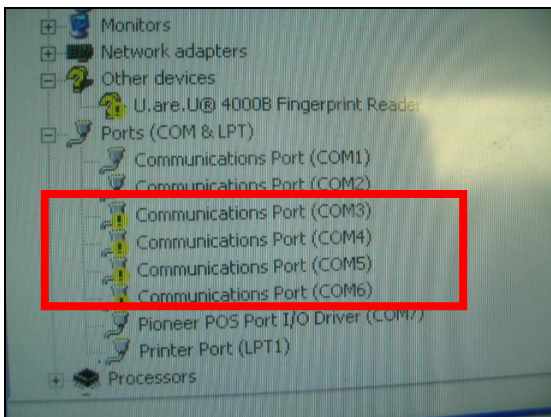 Monitors
Network adapters
Other devices
U.are.U® 4000B Fingerprint Reader
Ports (COM & LPT)
Communications Port (COM1)
Communications Port (COM2)
Communications Port (COM3)
Communications Port (COM4)
Communications Port (COM5)
Communications Port (COM6)
Pioneer POS Port I/O Driver (COM7)
Printer Port (LPT1)
Processors